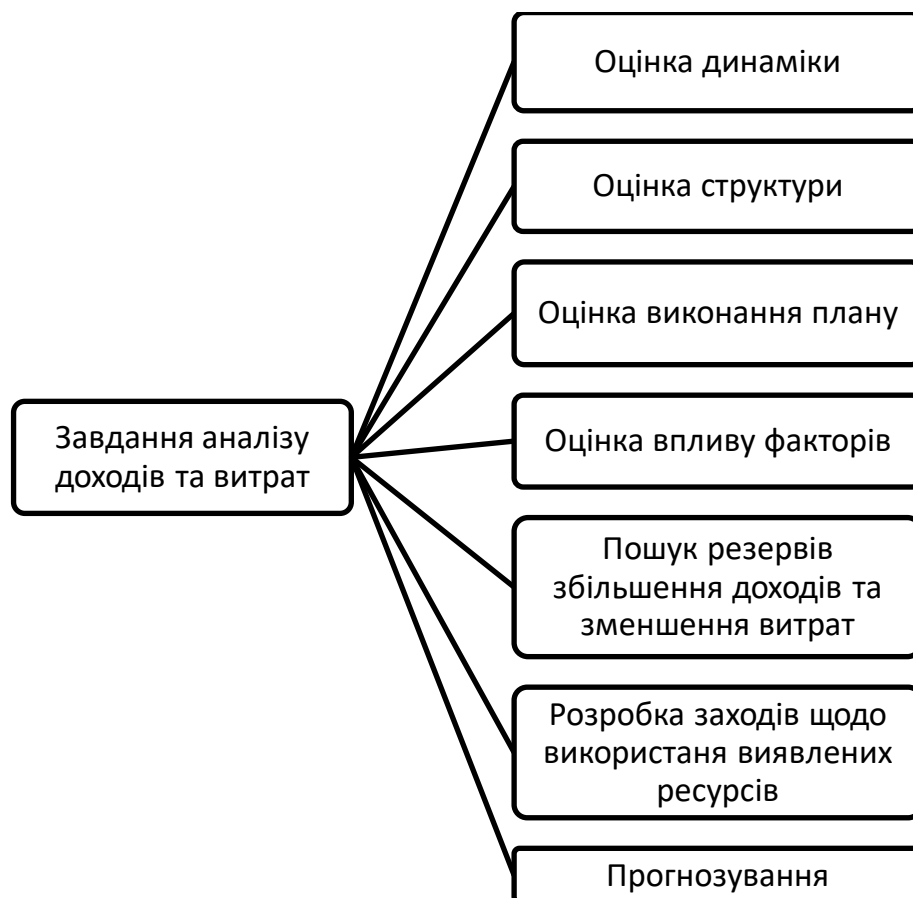 Завдання аналізу
доходів та витрат
Оцінка динаміки
Оцінка структури
Оцінка виконання плану
Оцінка впливу факторів
Пошук резервів
збільшення доходів та
зменшення витрат
Розробка заходів щодо
використаня виявлених
ресурсів
Прогнозування